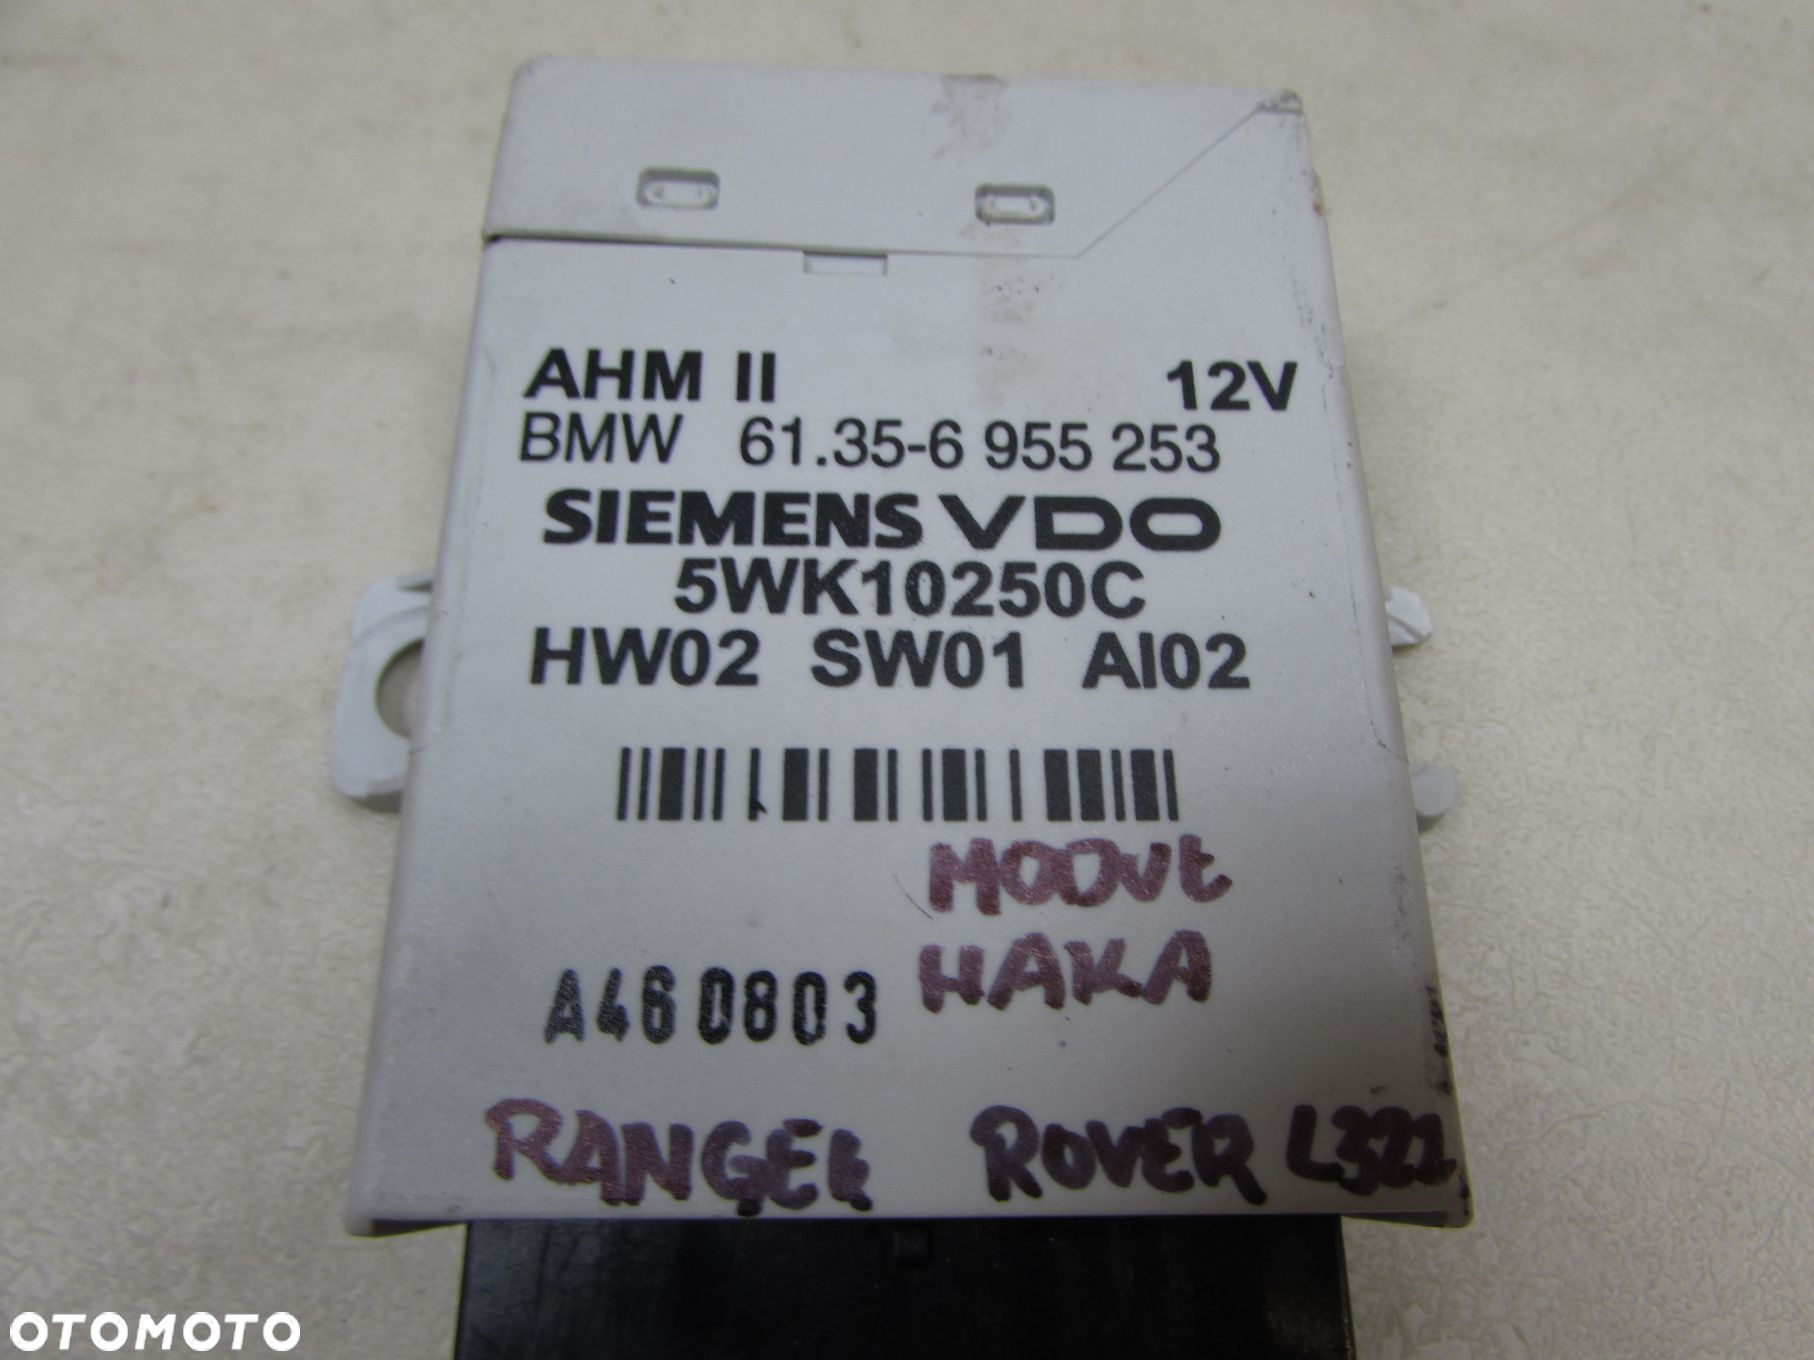 AHM II 12V
BMW 61.35-6 955 253
SIEMENS VDO
5WK10250C
HW02 SW01 AI02
MODUŁ
HAKA
A460803
RANGEŁ ROVER L322
OTOMOTO